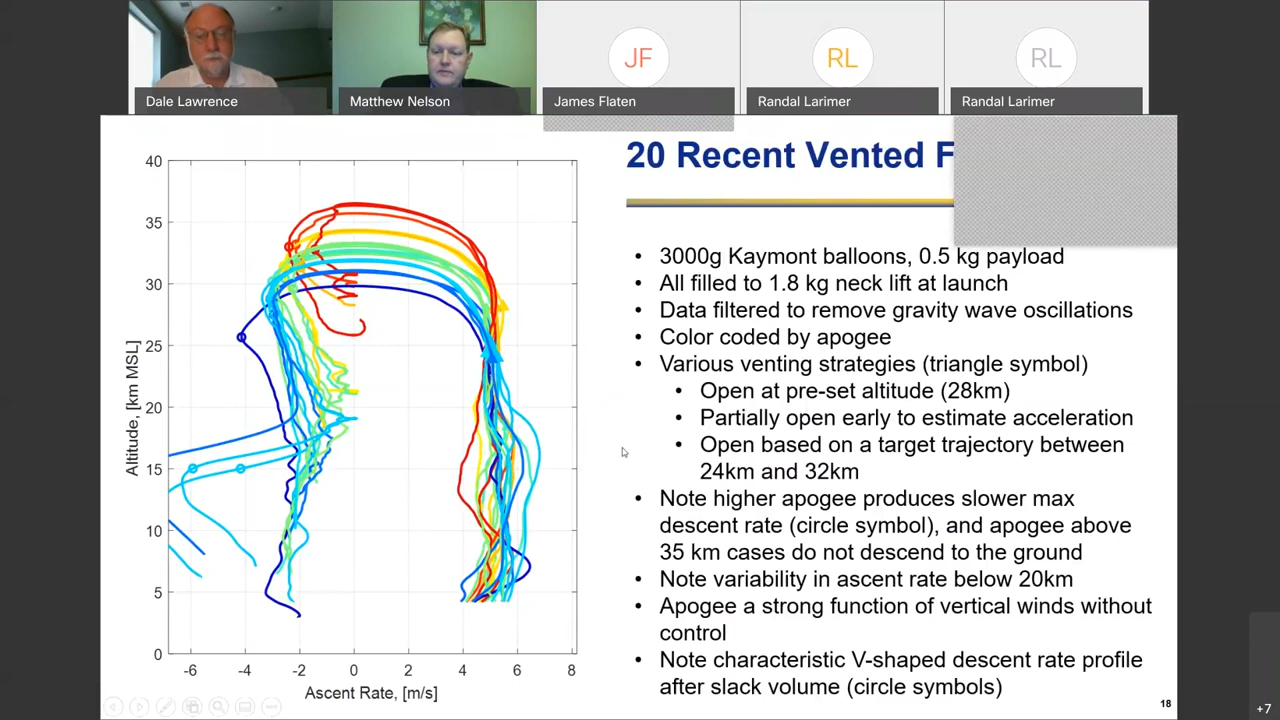 JF
RL
RL
Dale Lawrence
Matthew Nelson
James Flaten
Randal Larimer
Randal Larimer
20 Recent Vented F
40
35
30
25
20
15
10
5
0
Altitude, [km MSL]
-6
-4
-2
0
2
4
6
8
Ascent Rate, [m/s]
• 3000g Kaymont balloons, 0.5 kg payload
• All filled to 1.8 kg neck lift at launch
• Data filtered to remove gravity wave oscillations
• Color coded by apogee
• Various venting strategies (triangle symbol)
• Open at pre-set altitude (28km)
• Partially open early to estimate acceleration
• Open based on a target trajectory between
24km and 32km
• Note higher apogee produces slower max
descent rate (circle symbol), and apogee above
35 km cases do not descend to the ground
• Note variability in ascent rate below 20km
• Apogee a strong function of vertical winds without
control
• Note characteristic V-shaped descent rate profile
after slack volume (circle symbols)
18
+7